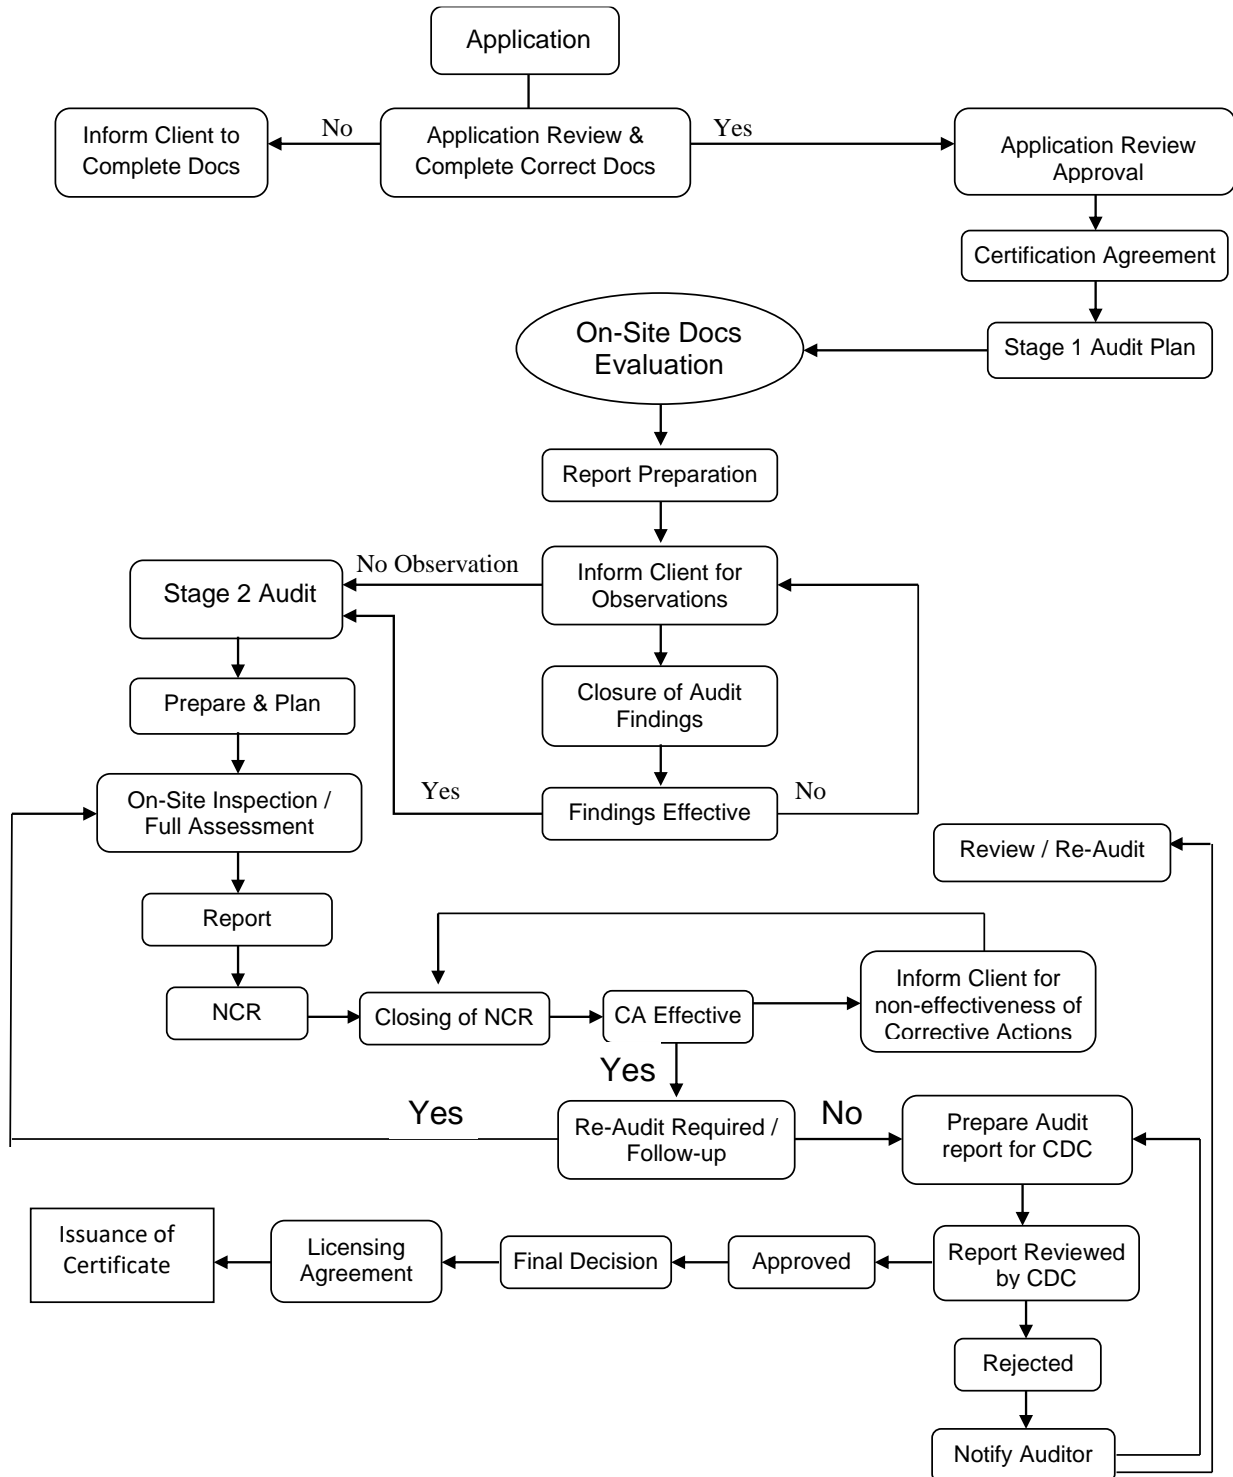 Application
No
Yes
Inform Client to
Complete Docs
Application Review &
Complete Correct Docs
Application Review
Approval
Certification Agreement
On-Site Docs
Evaluation
Stage 1 Audit Plan
Report Preparation
No Observation
Stage 2 Audit
Inform Client for
Observations
Prepare & Plan
Closure of Audit
Findings
On-Site Inspection /
Full Assessment
Yes
Findings Effective
No
Review / Re-Audit
Report
Inform Client for
non-effectiveness of
Corrective Actions
NCR
Closing of NCR
CA Effective
Yes
Yes
Re-Audit Required /
Follow-up
No
Prepare Audit
report for CDC
Issuance of
Certificate
Licensing
Agreement
Final Decision
Approved
Report Reviewed
by CDC
Rejected
Notify Auditor